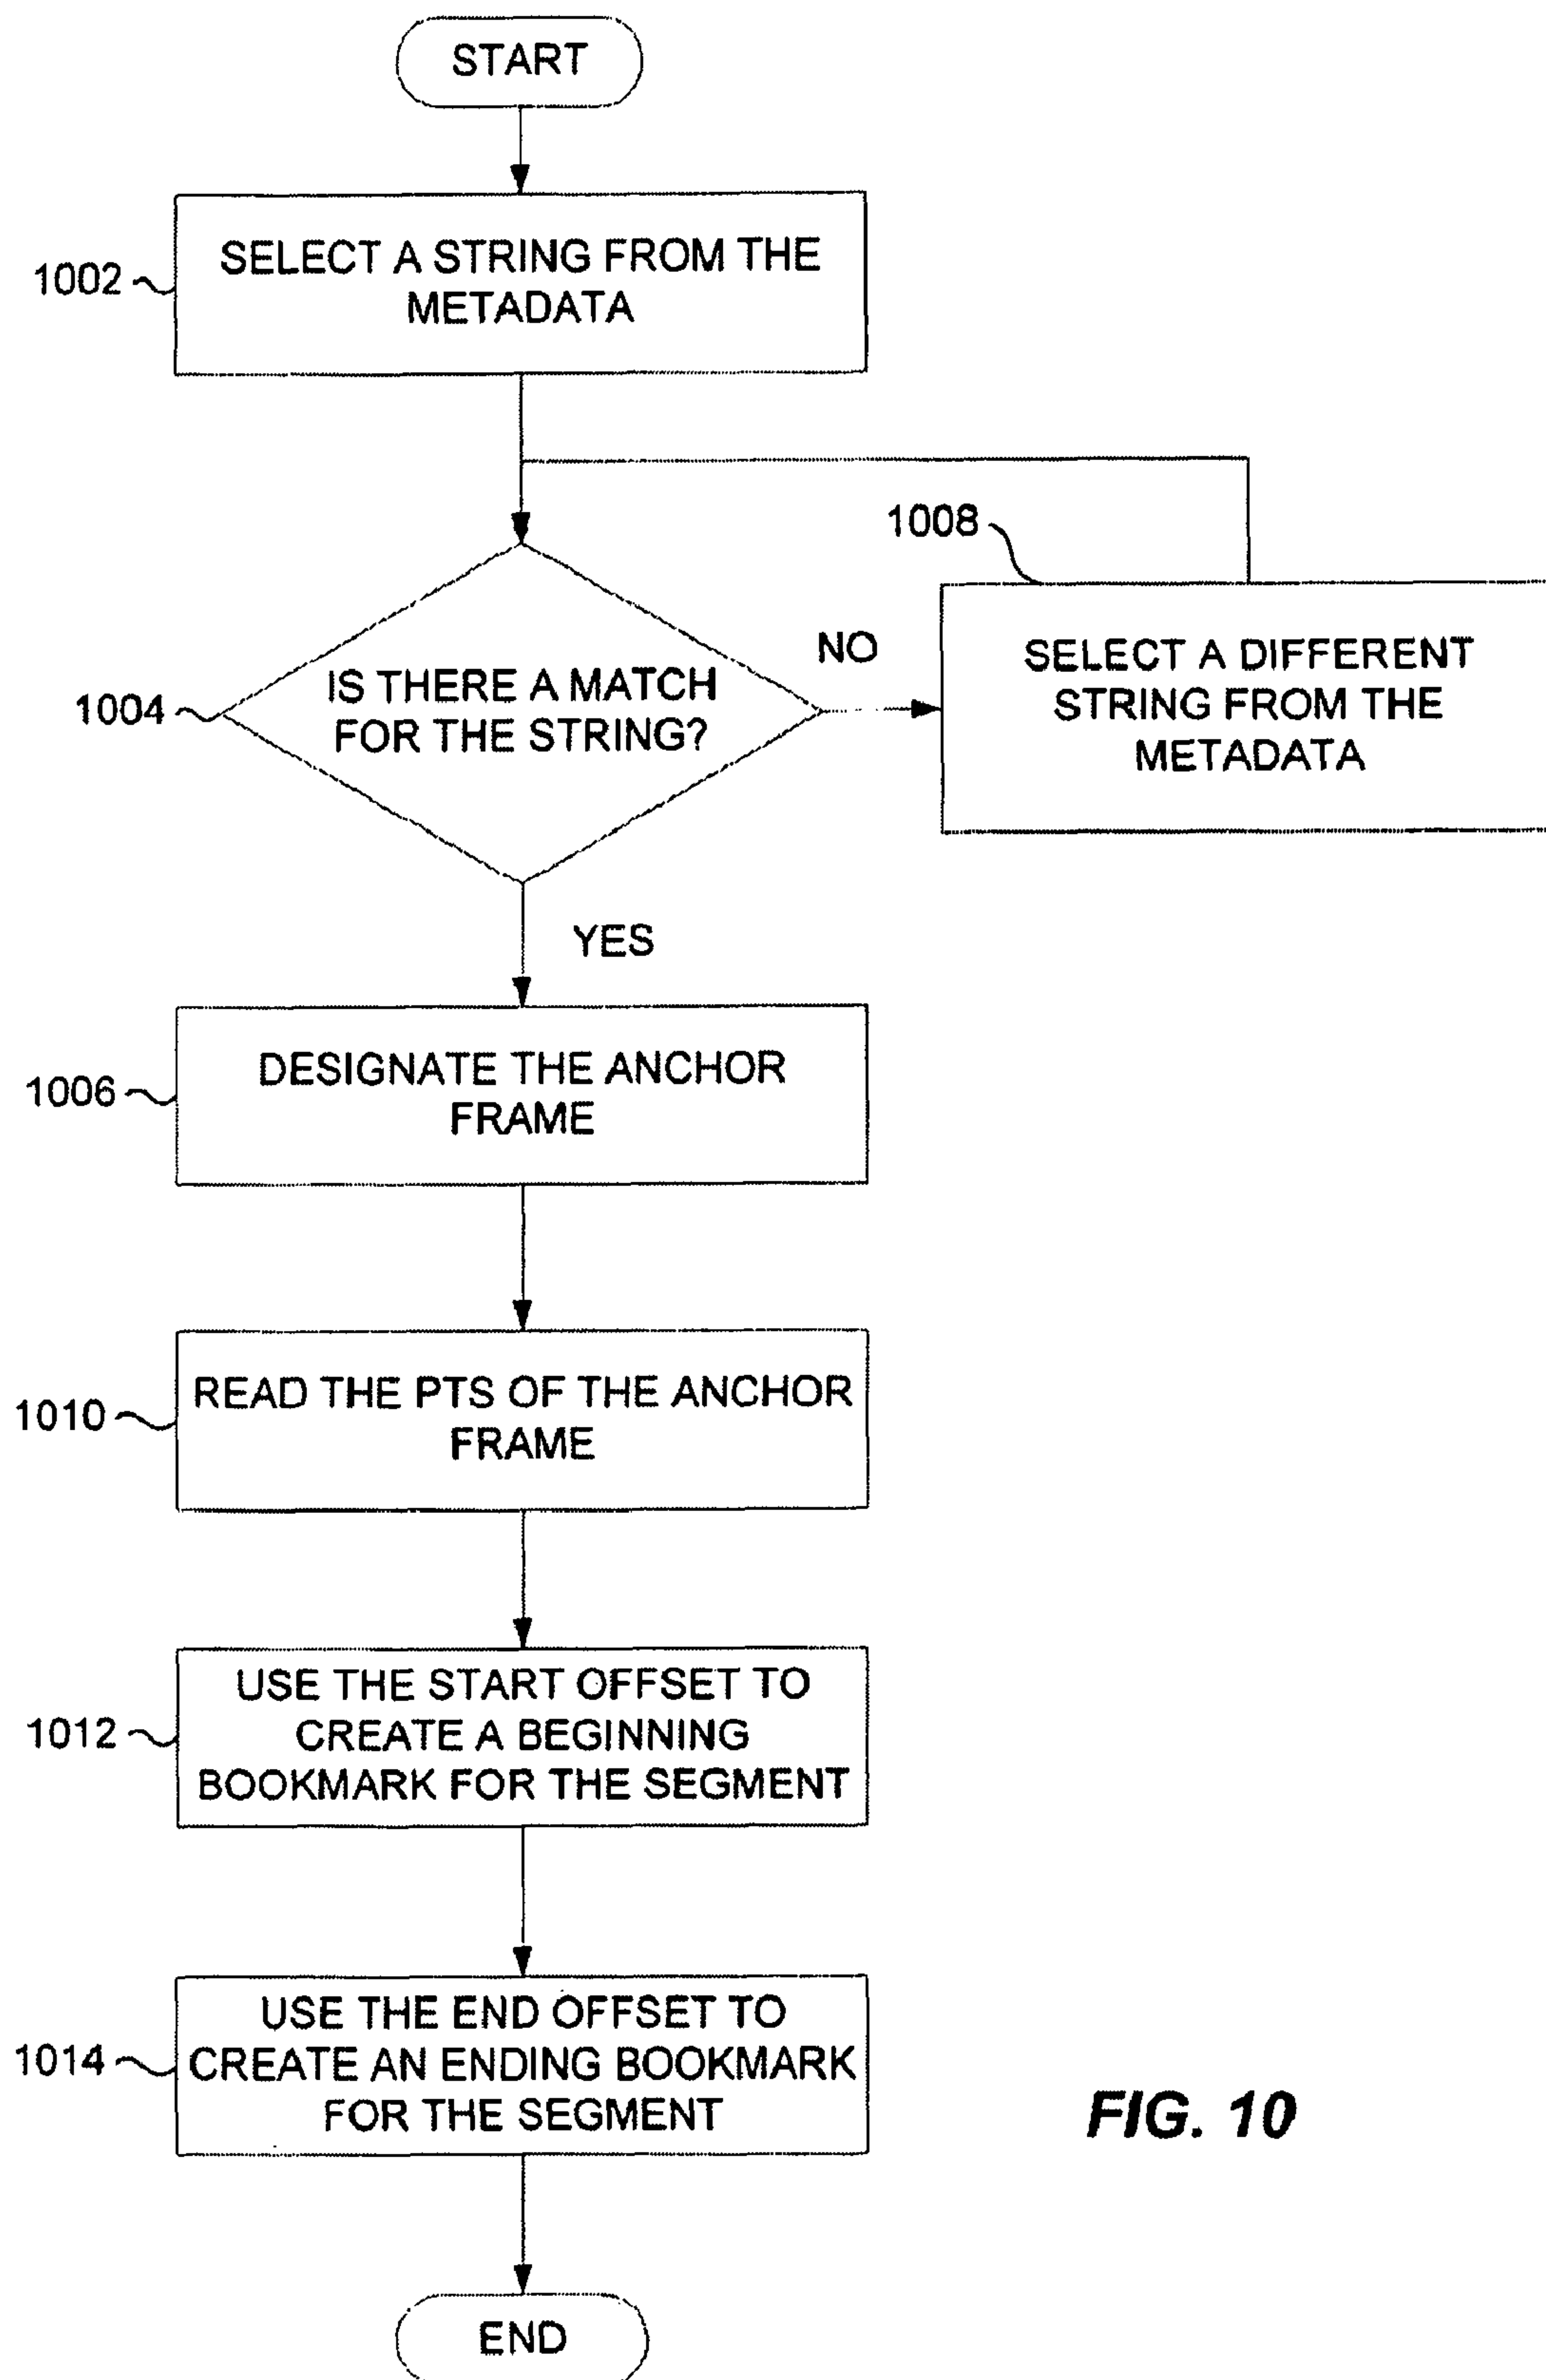 START
1002
SELECT A STRING FROM THE
METADATA
1008
NO
SELECT A DIFFERENT
STRING FROM THE
METADATA
1004
IS THERE A MATCH
FOR THE STRING?
YES
1006
DESIGNATE THE ANCHOR
FRAME
1010
READ THE PTS OF THE ANCHOR
FRAME
1012
USE THE START OFFSET TO
CREATE A BEGINNING
BOOKMARK FOR THE SEGMENT
1014
USE THE END OFFSET TO
CREATE AN ENDING BOOKMARK
FOR THE SEGMENT
FIG. 10
END